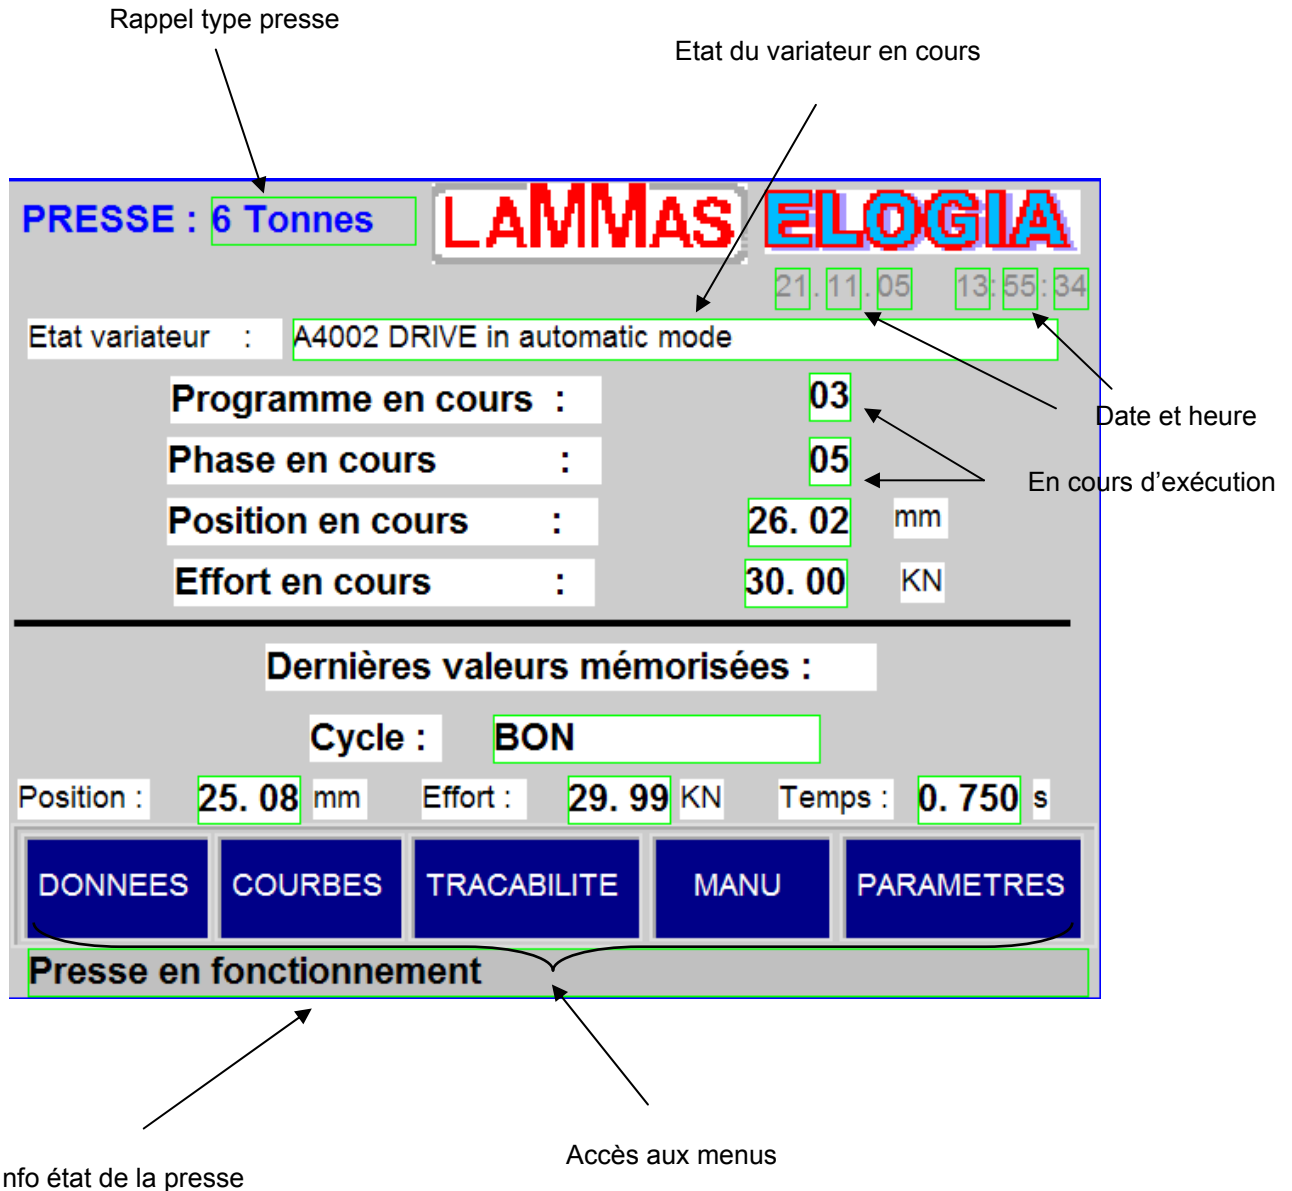 Rappel type presse
Etat du variateur en cours
PRESSE : 6 Tonnes LAMMAS ELOGIA
21.11.05 13:55:34
Etat variateur : A4002 DRIVE in automatic mode
Programme en cours : 03
Date et heure
Phase en cours : 05
En cours d'exécution
Position en cours : 26. 02 mm
Effort en cours : 30. 00 KN
Dernières valeurs mémorisées :
Cycle : BON
Position : 25. 08 mm Effort : 29. 99 KN Temps : 0. 750 s
DONNEES COURBES TRACABILITE MANU PARAMETRES
Presse en fonctionnement
Accès aux menus
nfo état de la presse